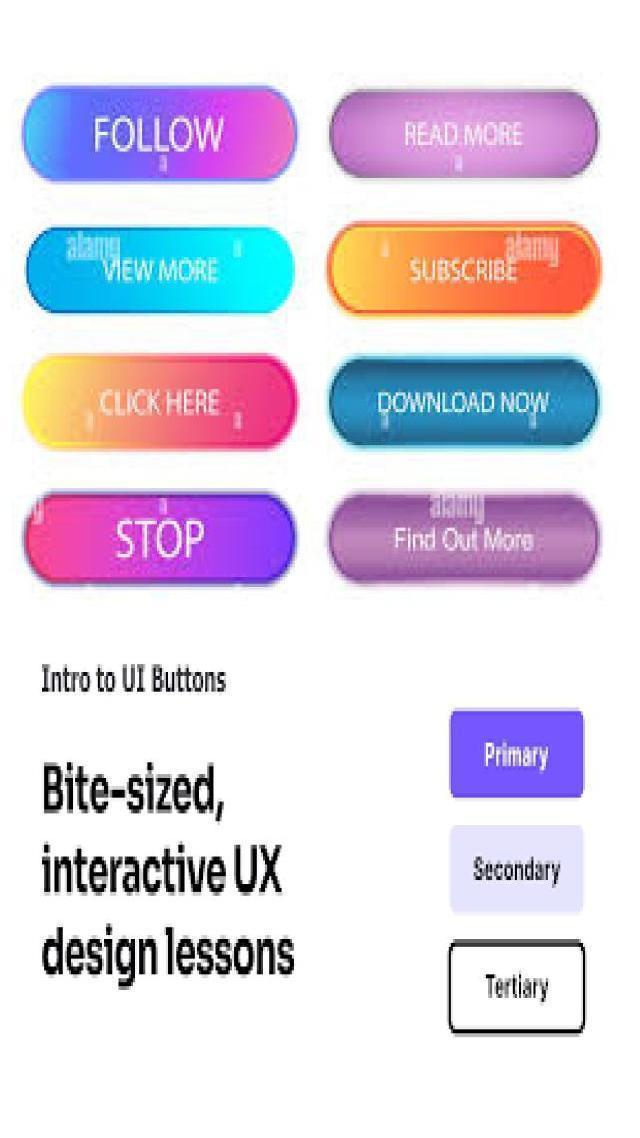 FOLLOW
READ MORE
alamy
VIEW MORE
alamy
SUBSCRIBE
CLICK HERE
DOWNLOAD NOW
STOP
alamy
Find Out More
Intro to UI Buttons
Bite-sized,
interactive UX
design lessons
Primary
Secondary
Tertiary